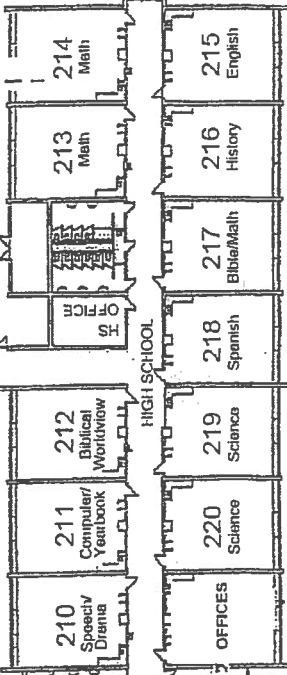 214
Math
215
English
213
Math
216
History
217
Bible/Math
HS
OFFICE
218
Spanish
HIGH SCHOOL
212
Biblical
Worldview
219
Science
211
Computer/
Yearbook
220
Science
210
Speech/
Drama
OFFICES